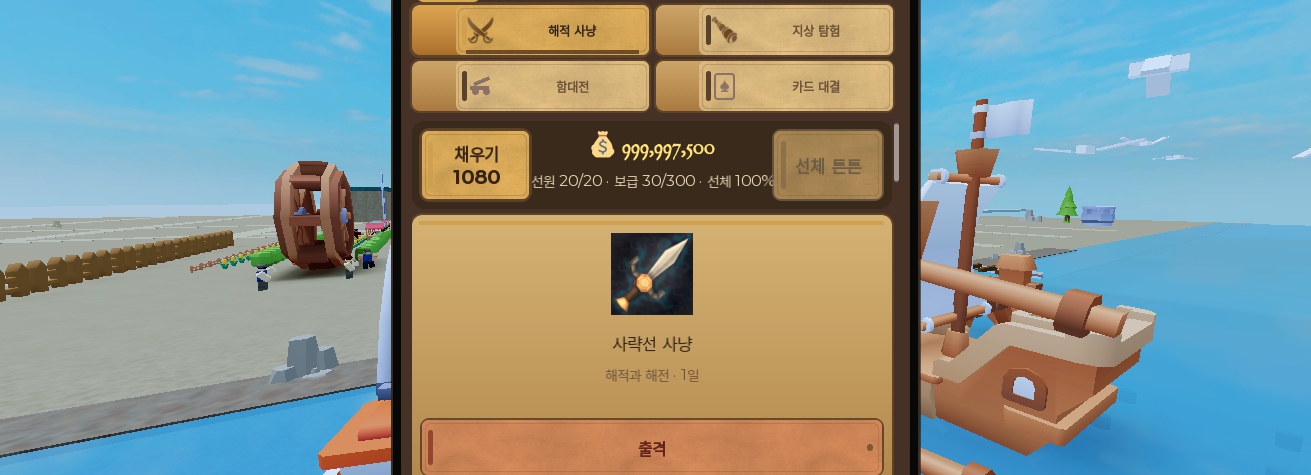 해적 사냥
지상 탐험
함대전
카드 대결
채우기
1080
999,997,500
선원 20/20 · 보급 30/300 · 선체 100%
선체 튼튼
사략선 사냥
해적과 해전 · 1일
출격